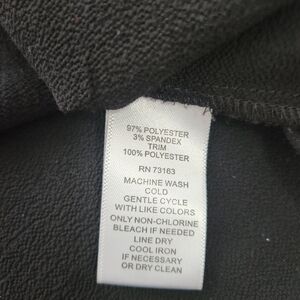 97% POLYESTER
3% SPANDEX
TRIM
100% POLYESTER
RN 73163
MACHINE WASH
COLD
GENTLE CYCLE
WITH LIKE COLORS
ONLY NON-CHLORINE
BLEACH IF NEEDED
LINE DRY
COOL IRON
IF NECESSARY
OR DRY CLEAN